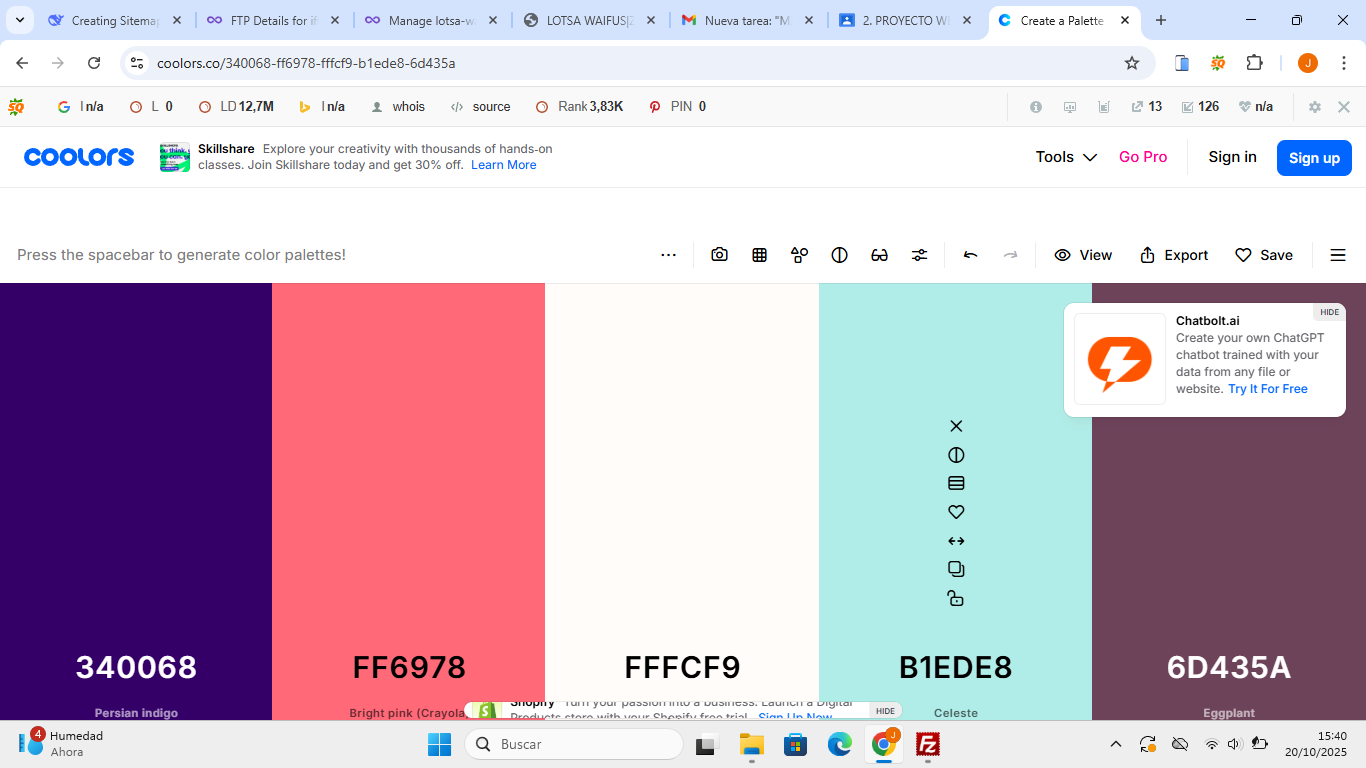 Creating Sitemap
FTP Details for if
Manage lotsa-wa
LOTSA WAIFUS|2
Nueva tarea: "M
2. PROYECTO WI
Create a Palette
coolors.co/340068-ff6978-fffcf9-b1ede8-6d435a
I n/a
L 0
LD 12,7M
I n/a
whois
source
Rank 3,83K
PIN 0
13
126
n/a
coolors
Skillshare Explore your creativity with thousands of hands-on
classes. Join Skillshare today and get 30% off. Learn More
Tools
Go Pro
Sign in
Sign up
Press the spacebar to generate color palettes!
View
Export
Save
HIDE
Chatbolt.ai
Create your own ChatGPT
chatbot trained with your
data from any file or
website. Try It For Free
340068
FF6978
FFFCF9
B1EDE8
6D435A
Persian indigo
Bright pink (Crayola
Celeste
Eggplant
Shopify Turn your passion into a business. Launch a Digital
Products store with your Shopify free trial. Sign Up Now
HIDE
4
Humedad
Ahora
Buscar
15:40
20/10/2025